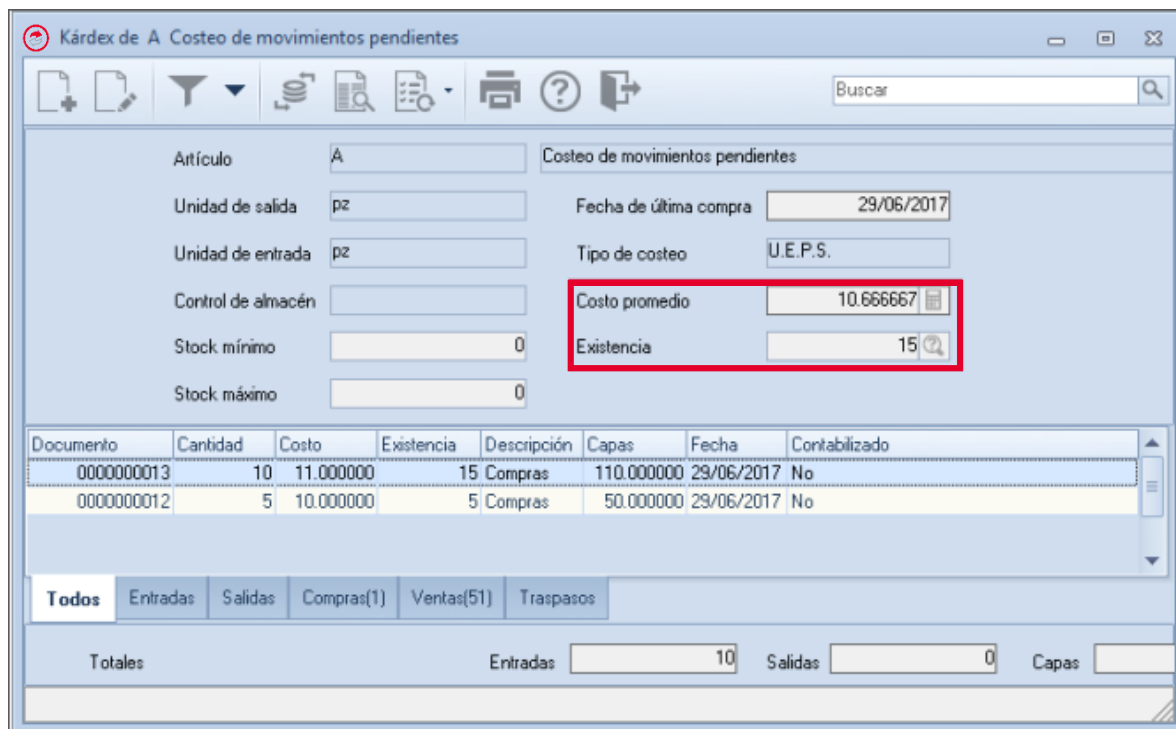 Kárdex de A Costeo de movimientos pendientes
Buscar
Artículo A Costeo de movimientos pendientes
Unidad de salida pz Fecha de última compra 29/06/2017
Unidad de entrada pz Tipo de costeo U.E.P.S.
Control de almacén Costo promedio 10.666667
Stock mínimo 0 Existencia 15
Stock máximo 0
Documento Cantidad Costo Existencia Descripción Capas Fecha Contabilizado
0000000013 10 11.000000 15 Compras 110.000000 29/06/2017 No
0000000012 5 10.000000 5 Compras 50.000000 29/06/2017 No
Todos Entradas Salidas Compras(1) Ventas(51) Traspasos
Totales Entradas 10 Salidas 0 Capas